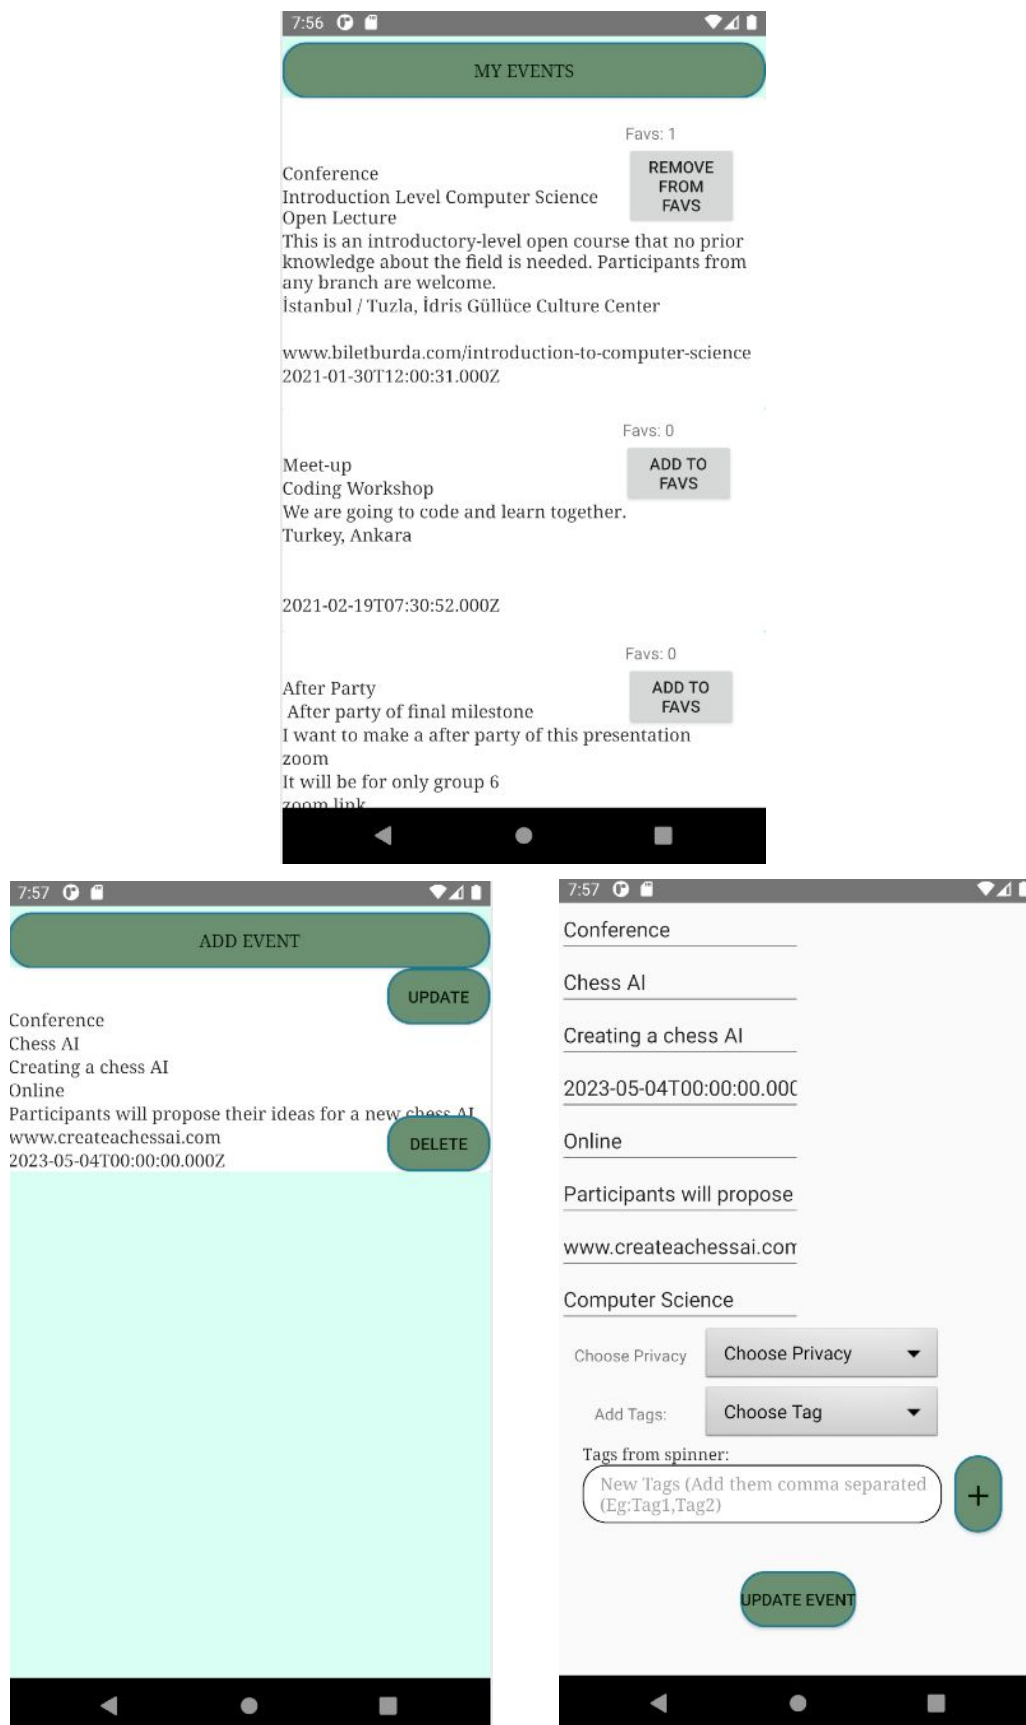 7:56
MY EVENTS
Favs: 1
REMOVE
FROM
FAVS
Conference
Introduction Level Computer Science
Open Lecture
This is an introductory-level open course that no prior
knowledge about the field is needed. Participants from
any branch are welcome.
İstanbul / Tuzla, İdris Güllüce Culture Center
www.biletburda.com/introduction-to-computer-science
2021-01-30T12:00:31.000Z
Favs: 0
ADD TO
FAVS
Meet-up
Coding Workshop
We are going to code and learn together.
Turkey, Ankara
2021-02-19T07:30:52.000Z
Favs: 0
ADD TO
FAVS
After Party
After party of final milestone
I want to make a after party of this presentation
zoom
It will be for only group 6
zoom link
7:57
ADD EVENT
UPDATE
Conference
Chess AI
Creating a chess AI
Online
Participants will propose their ideas for a new chess AI
www.createachessai.com
DELETE
2023-05-04T00:00:00.000Z
7:57
Conference
Chess AI
Creating a chess AI
2023-05-04T00:00:00.000
Online
Participants will propose
www.createachessai.com
Computer Science
Choose Privacy
Choose Privacy
Add Tags:
Choose Tag
Tags from spinner:
New Tags (Add them comma separated
(Eg:Tag1,Tag2)
+
UPDATE EVENT